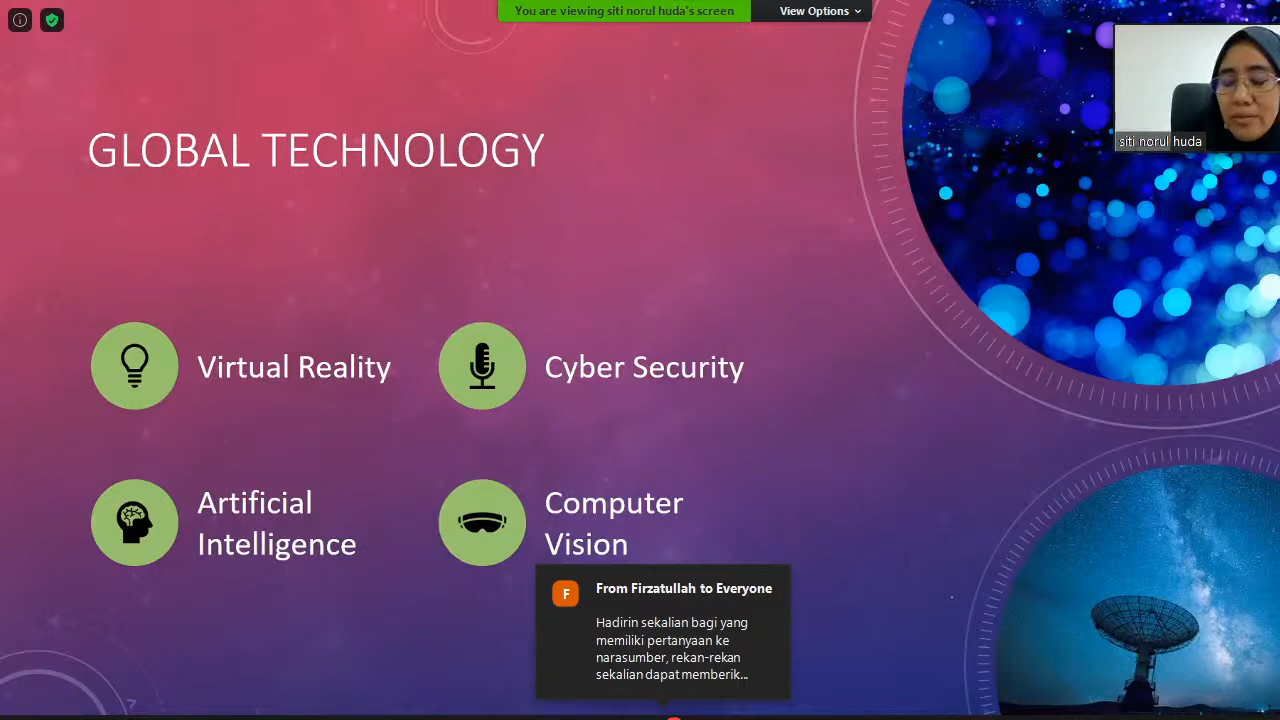 You are viewing siti norul huda's screen
View Options
siti norul huda
GLOBAL TECHNOLOGY
Virtual Reality
Cyber Security
Artificial
Intelligence
Computer
Vision
F
From Firzatullah to Everyone
Hadirin sekalian bagi yang
memiliki pertanyaan ke
narasumber, rekan-rekan
sekalian dapat memberik...